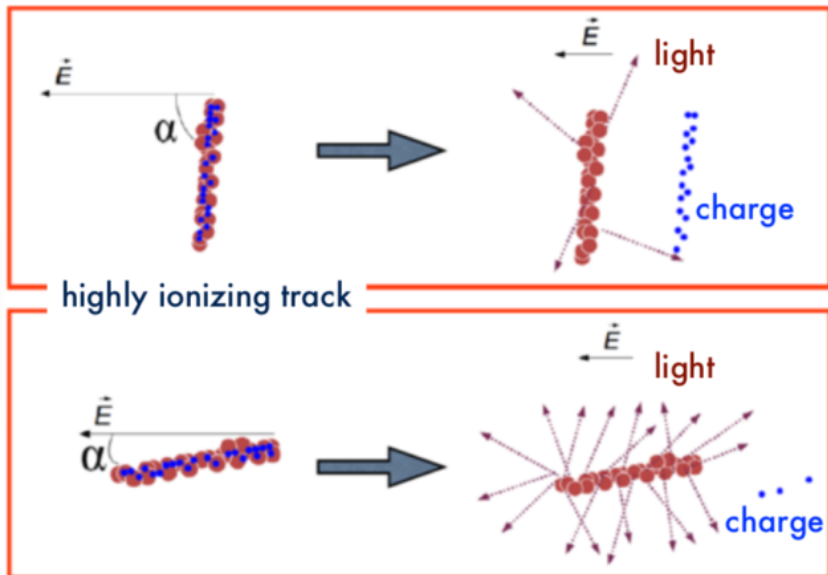 E⃗
light
E⃗
α
charge
highly ionizing track
E⃗
light
E⃗
α
charge